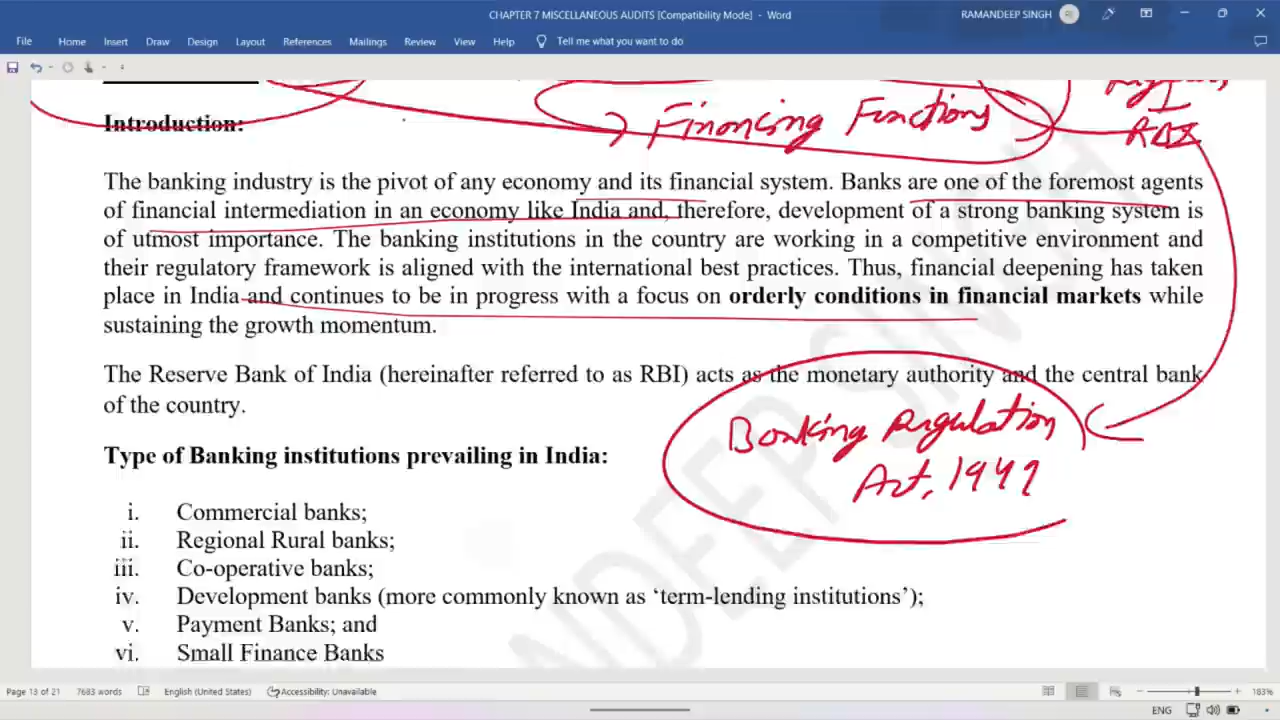 CHAPTER 7 MISCELLANEOUS AUDITS [Compatibility Mode] - Word
RAMANDEEP SINGH
File Home Insert Draw Design Layout References Mailings Review View Help Tell me what you want to do
Financing Functions
RBI
Introduction:
The banking industry is the pivot of any economy and its financial system. Banks are one of the foremost agents
of financial intermediation in an economy like India and, therefore, development of a strong banking system is
of utmost importance. The banking institutions in the country are working in a competitive environment and
their regulatory framework is aligned with the international best practices. Thus, financial deepening has taken
place in India and continues to be in progress with a focus on orderly conditions in financial markets while
sustaining the growth momentum.
The Reserve Bank of India (hereinafter referred to as RBI) acts as the monetary authority and the central bank
of the country.
Banking Regulation
Act, 1949
Type of Banking institutions prevailing in India:
i. Commercial banks;
ii. Regional Rural banks;
iii. Co-operative banks;
iv. Development banks (more commonly known as ‘term-lending institutions’);
v. Payment Banks; and
vi. Small Finance Banks
NDEEP SINGH
Page 13 of 21 7683 words English (United States) Accessibility: Unavailable 183%
ENG